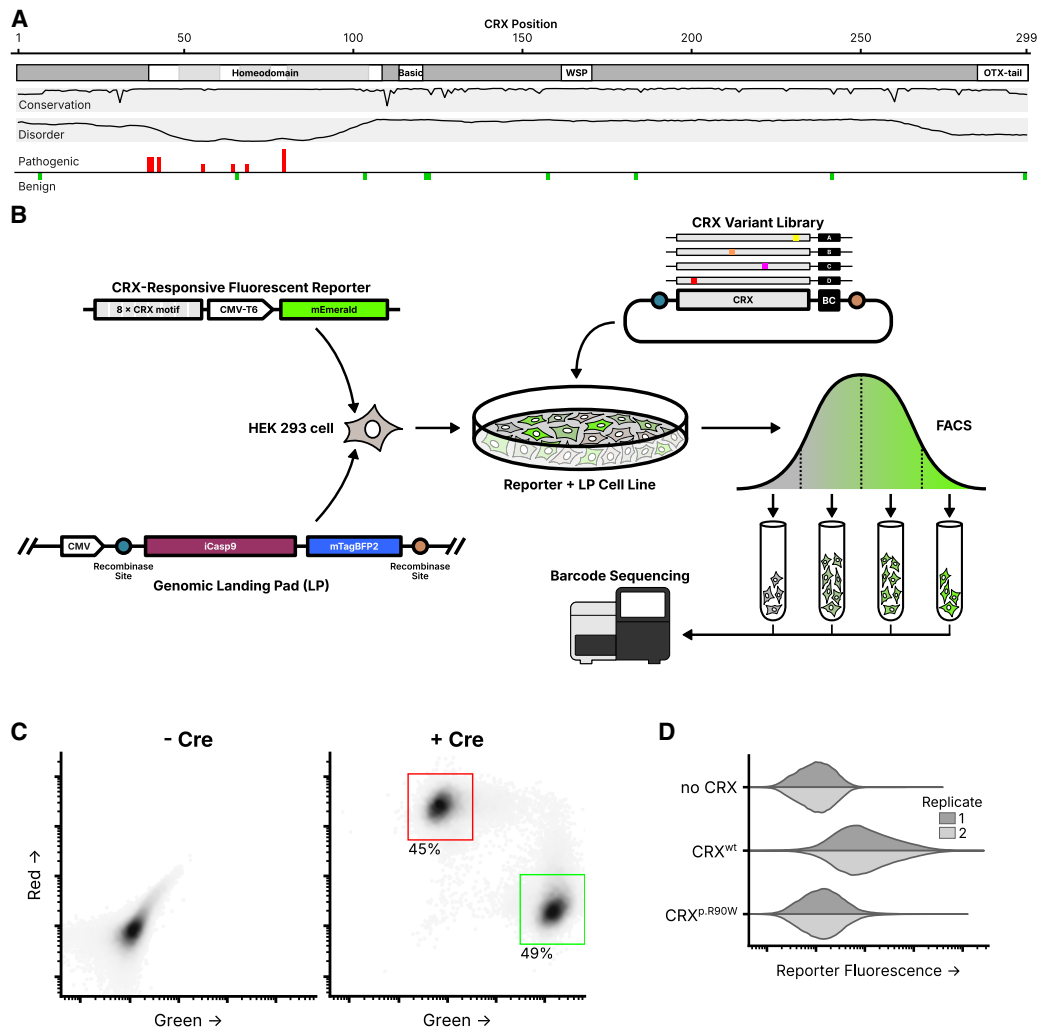 A
CRX Position
1 50 100 150 200 250 299
Homeodomain Basic WSP OTX-tail
Conservation
Disorder
Pathogenic
Benign
B
CRX Variant Library
A
B
C
D
CRX BC
CRX-Responsive Fluorescent Reporter
8 × CRX motif CMV-T6 mEmerald
HEK 293 cell
Reporter + LP Cell Line
FACS
CMV iCasp9 mTagBFP2
Recombinase
Site
Recombinase
Site
Genomic Landing Pad (LP)
Barcode Sequencing
C
- Cre
+ Cre
Red →
45%
49%
Green →
Green →
D
no CRX
CRXwt
CRXp.R90W
Replicate
1
2
Reporter Fluorescence →